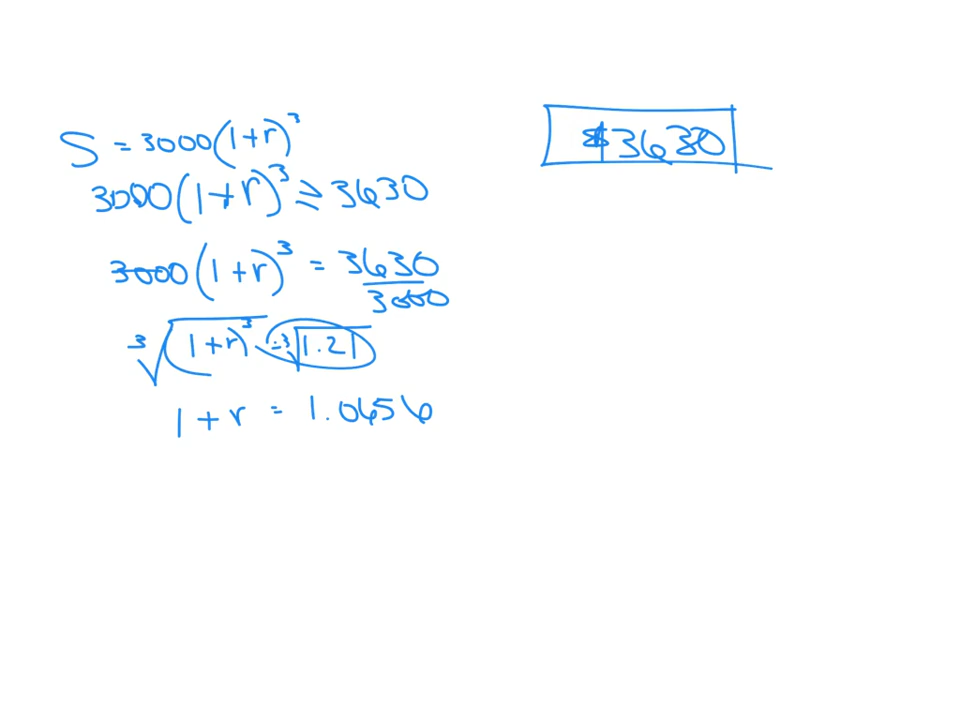 S = 3000(1+r)^3
3000(1+r)^3 ≥ 3630
3000(1+r)^3 = 3630/3000
∛(1+r)^3 = ∛1.21
1+r = 1.0656
$3630